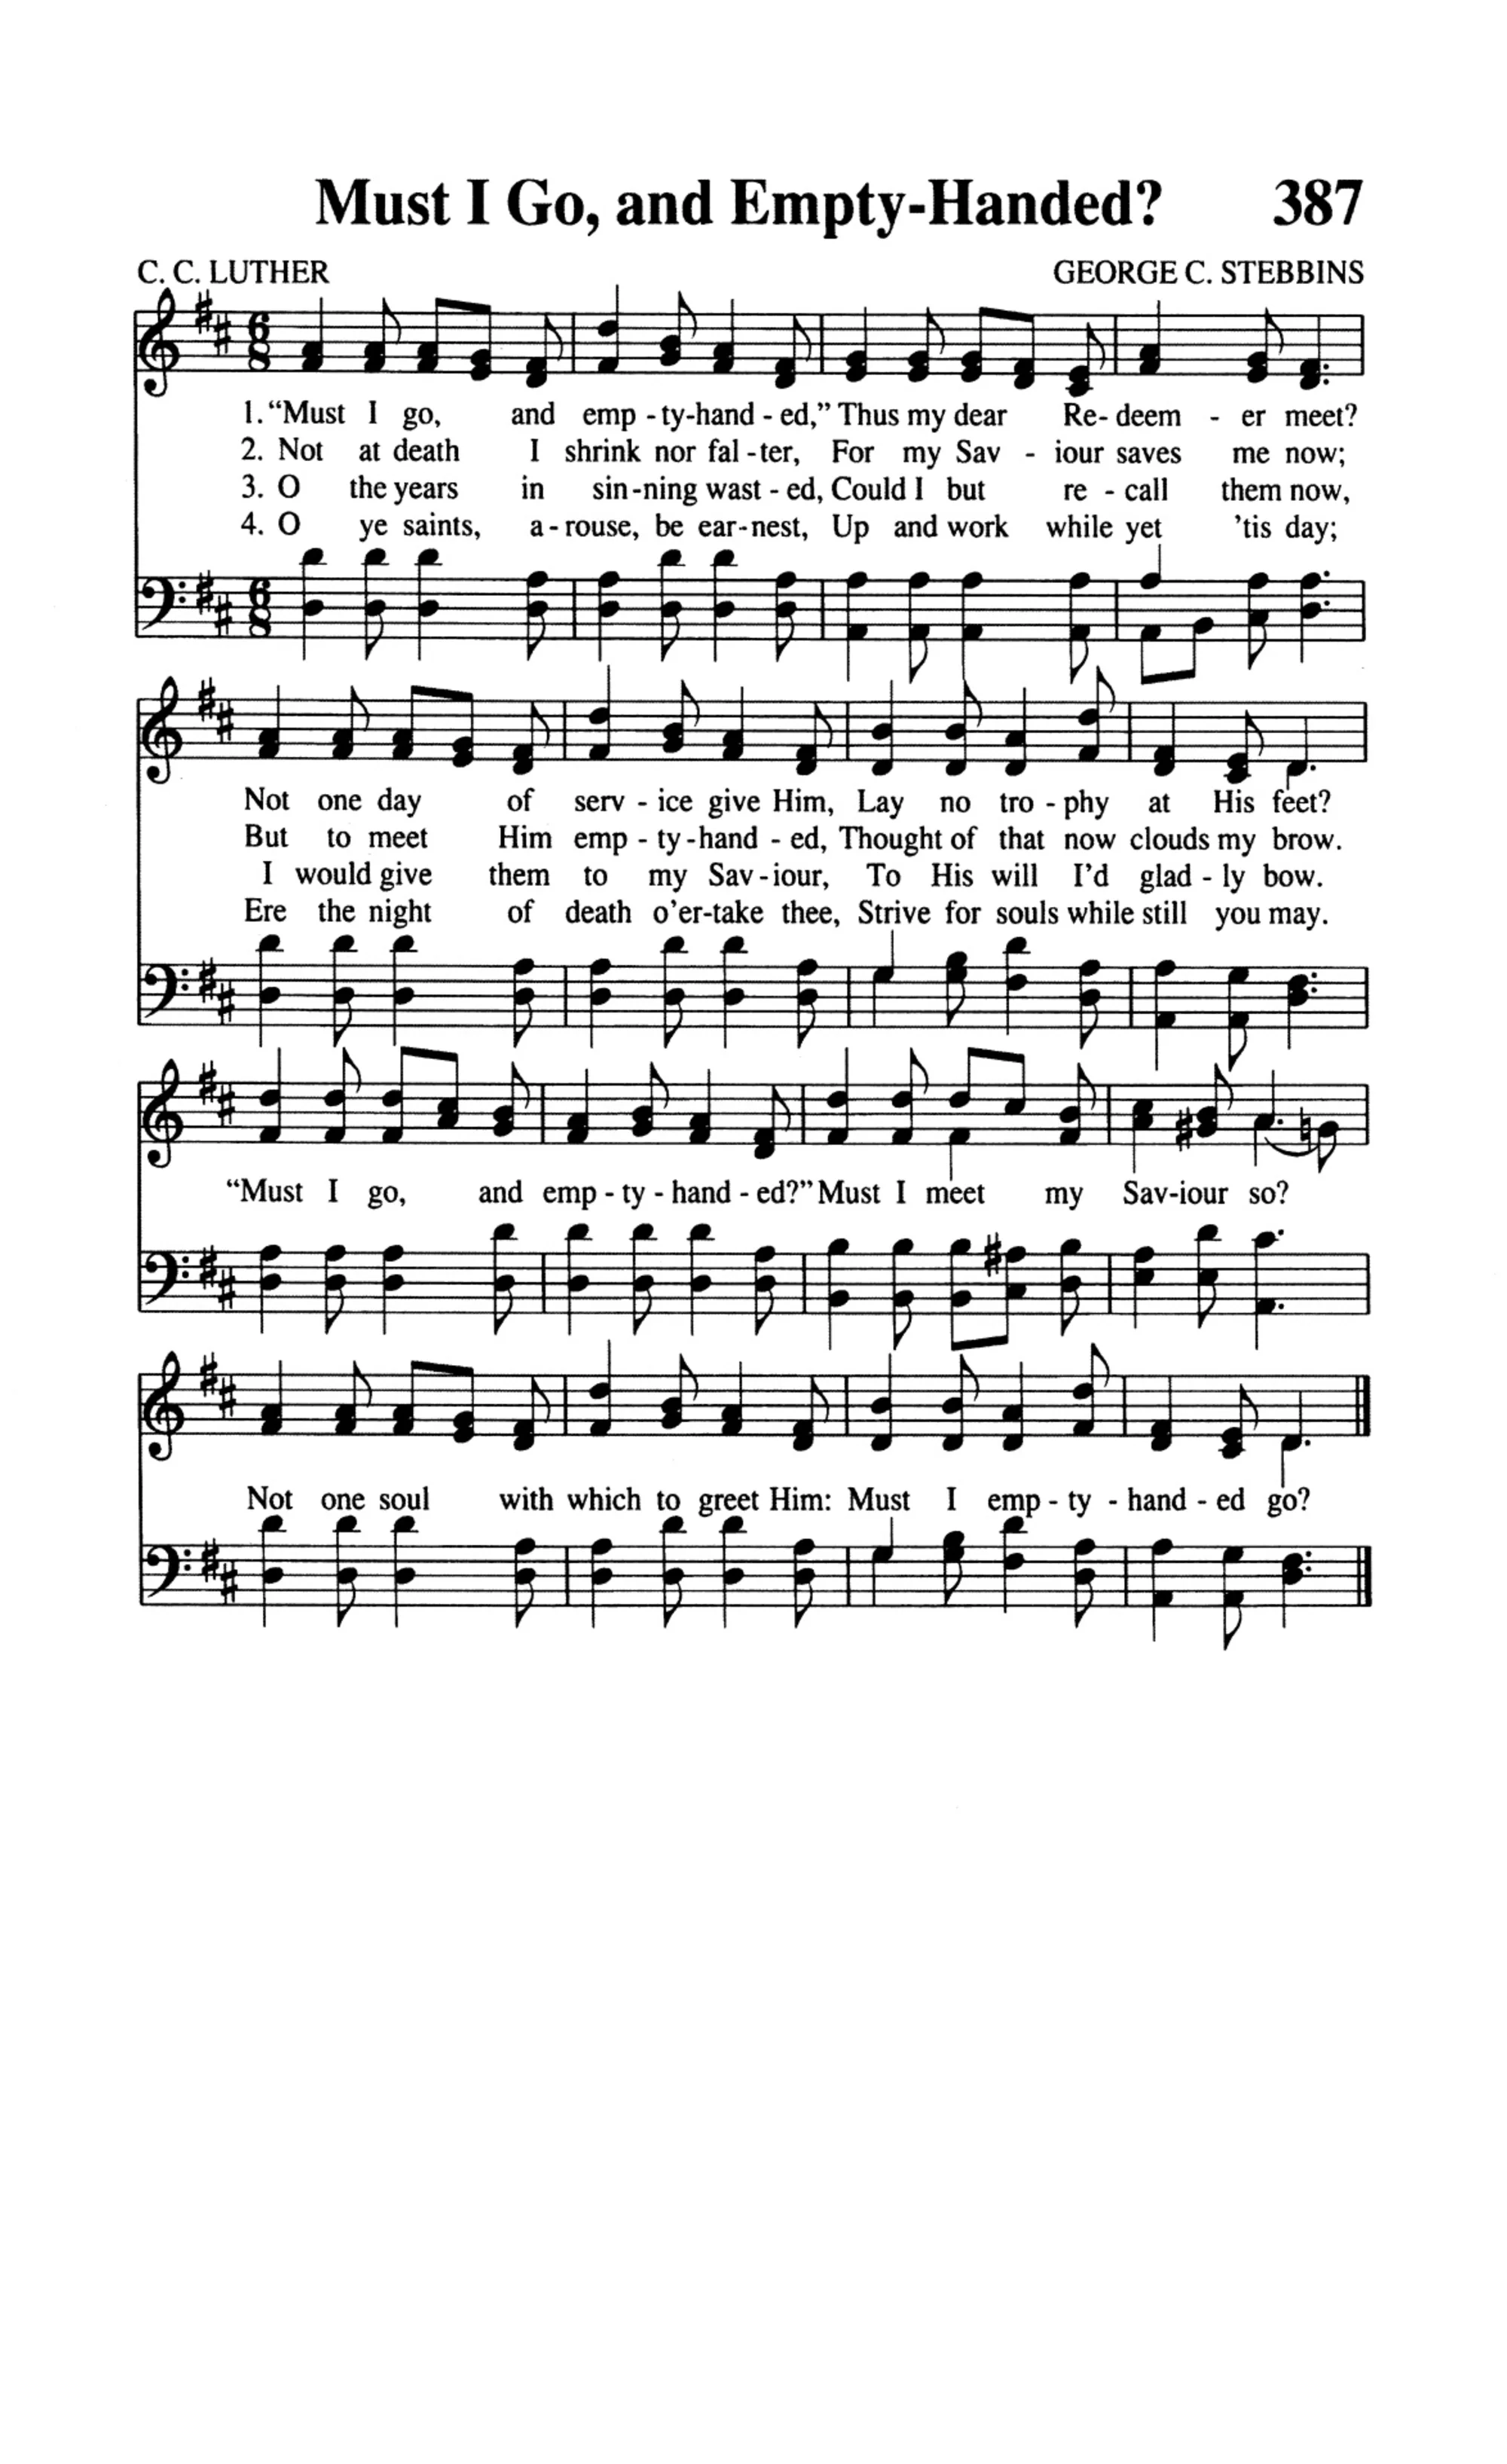 Must I Go, and Empty-Handed? 387
C. C. LUTHER GEORGE C. STEBBINS
6 8
1. “Must I go, and emp - ty-hand - ed,” Thus my dear Re- deem - er meet?
2. Not at death I shrink nor fal - ter, For my Sav - iour saves me now;
3. O the years in sin - ning wast - ed, Could I but re - call them now,
4. O ye saints, a - rouse, be ear - nest, Up and work while yet ’tis day;
6 8
Not one day of serv - ice give Him, Lay no tro - phy at His feet?
But to meet Him emp - ty - hand - ed, Thought of that now clouds my brow.
I would give them to my Sav - iour, To His will I’d glad - ly bow.
Ere the night of death o’er-take thee, Strive for souls while still you may.
“Must I go, and emp - ty - hand - ed?” Must I meet my Sav-iour so?
Not one soul with which to greet Him: Must I emp - ty - hand - ed go?